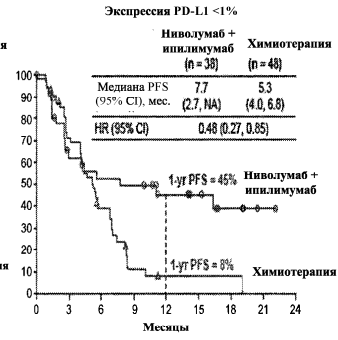 Экспрессия PD-L1 <1%
Ниволумаб +
ипилимумаб
(n = 38)
Химиотерапия
(n = 48)
Медиана PFS
(95% CI), мес.
7.7
(2.7, NA)
5.3
(4.0, 6.8)
HR (95% CI)
0.48 (0.27, 0.85)
100
90
80
70
60
50
40
30
20
10
0
1-yr PFS = 45%
Ниволумаб +
ипилимумаб
1-yr PFS = 8%
Химиотерапия
0 3 6 9 12 15 18 21 24
Месяцы